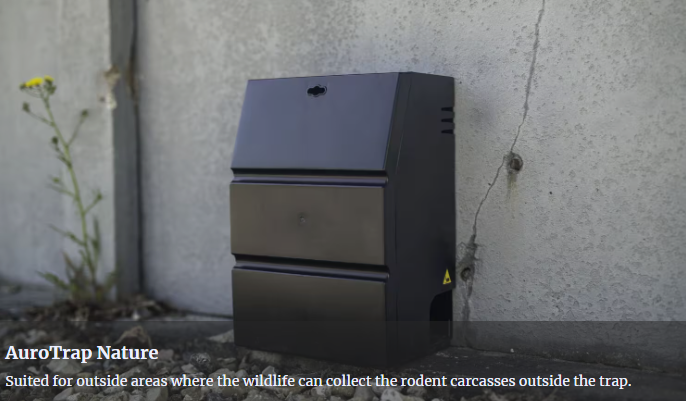 AuroTrap Nature
Suited for outside areas where the wildlife can collect the rodent carcasses outside the trap.